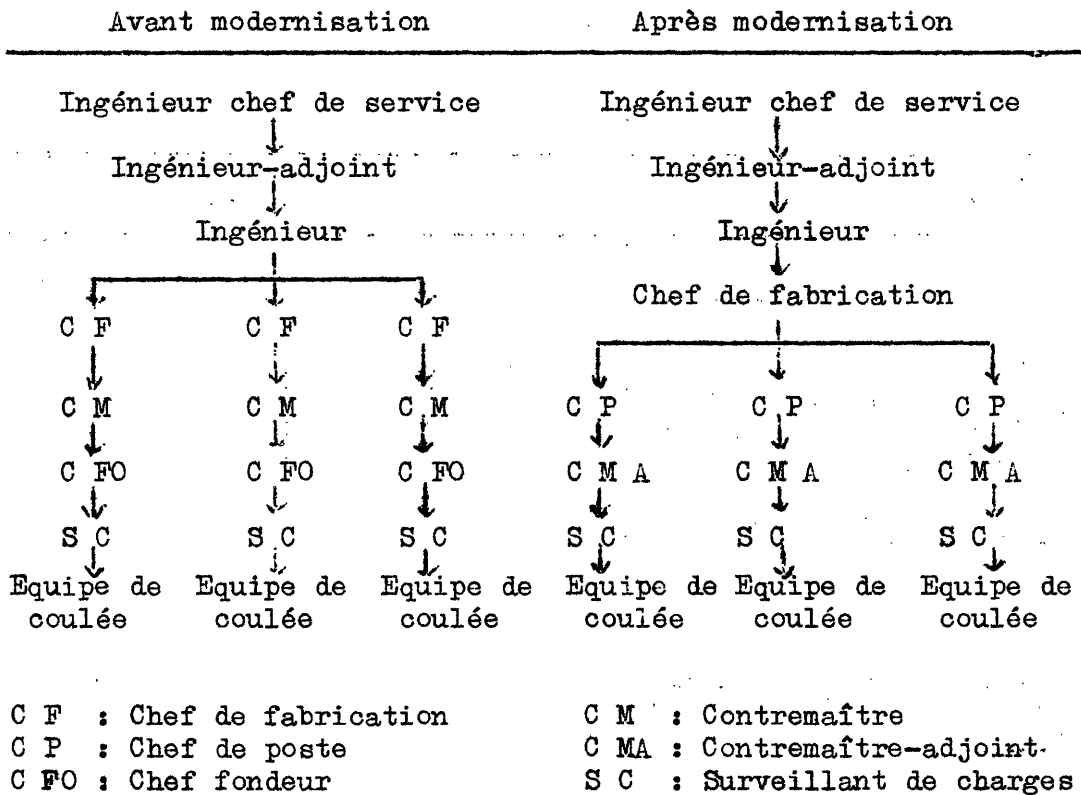 Avant modernisation Après modernisation
Ingénieur chef de service Ingénieur chef de service
Ingénieur-adjoint Ingénieur-adjoint
Ingénieur Ingénieur
Chef de fabrication
C F C F C F
C M C M C M C P C P C P
C FO C FO C FO C M A C M A C M A
S C S C S C S C S C S C
Equipe de Equipe de Equipe de Equipe de Equipe de Equipe de
coulée coulée coulée coulée coulée coulée
C F : Chef de fabrication C M : Contremaître
C P : Chef de poste C MA : Contremaître-adjoint
C FO : Chef fondeur S C : Surveillant de charges